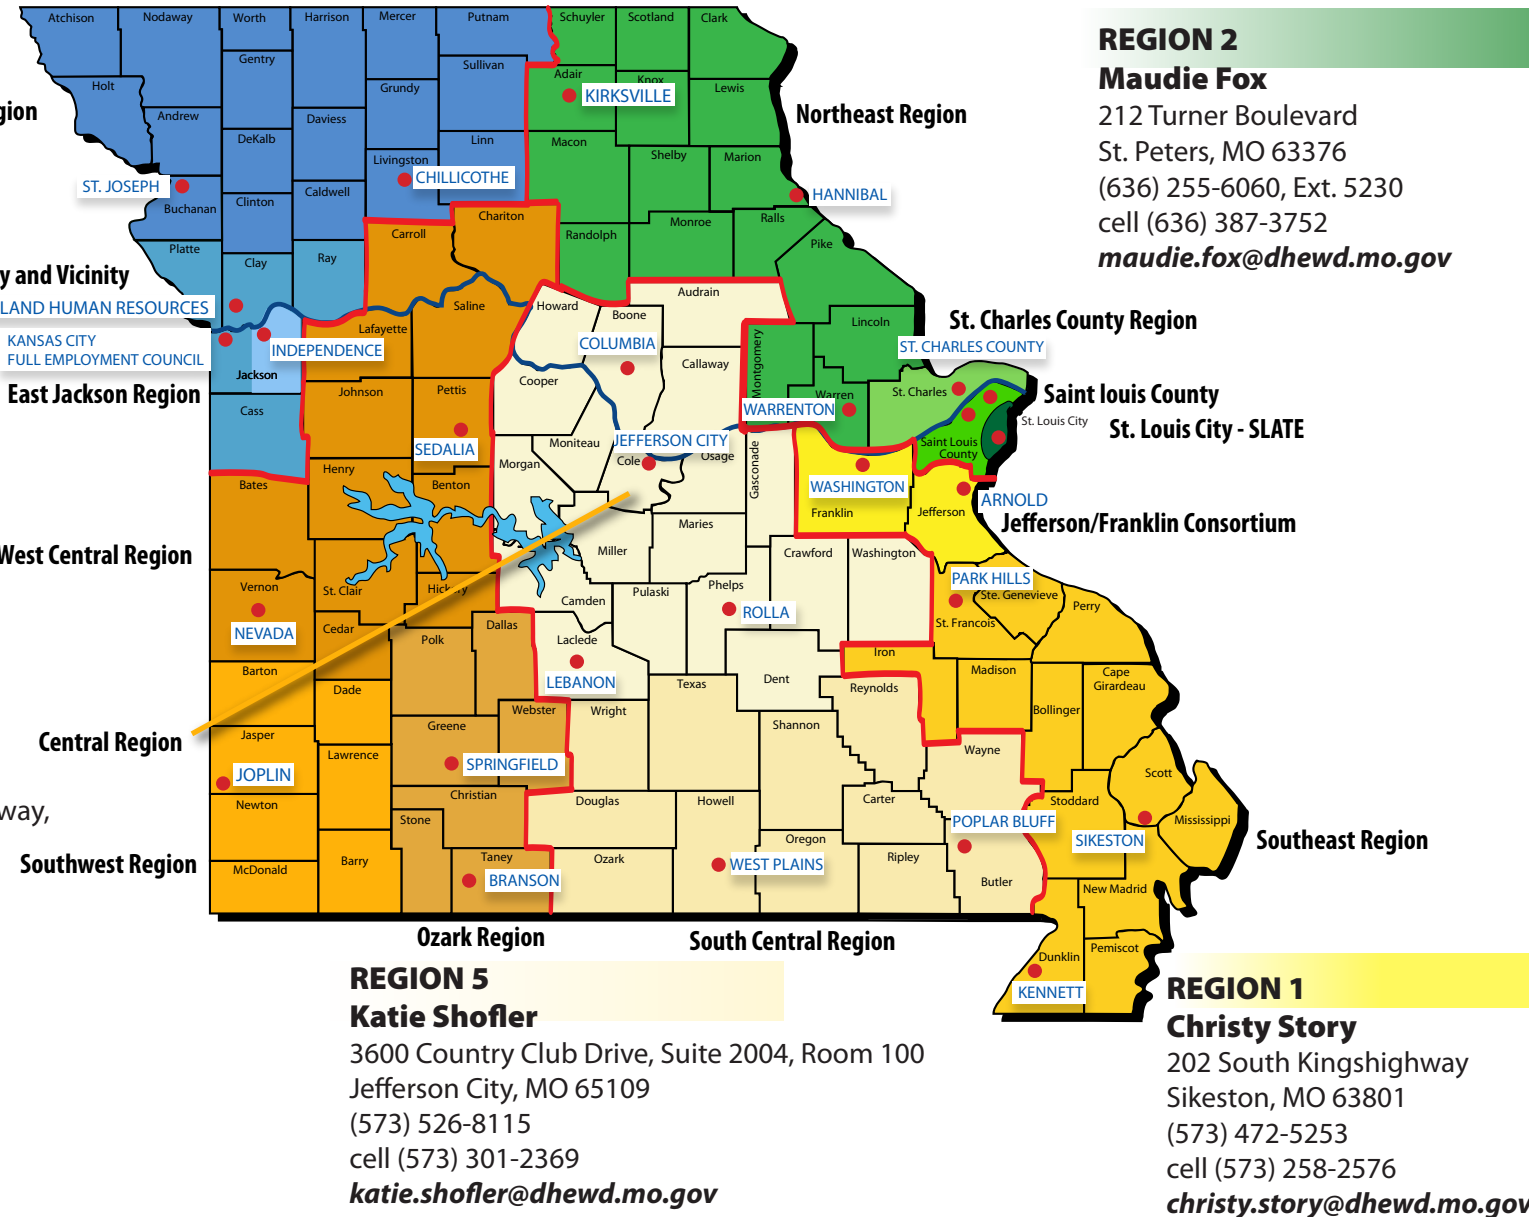 Atchison
Nodaway
Worth
Harrison
Mercer
Putnam
Schuyler
Scotland
Clark
Gentry
Sullivan
Adair
Knox
Holt
Grundy
Lewis
KIRKSVILLE
gion
Andrew
Daviess
Northeast Region
DeKalb
Linn
Macon
Livingston
Shelby
Marion
CHILLICOTHE
ST. JOSEPH
Caldwell
HANNIBAL
Buchanan
Clinton
Chariton
Monroe
Ralls
Carroll
Randolph
Pike
Platte
Clay
Ray
y and Vicinity
LAND HUMAN RESOURCES
Saline
Howard
Audrain
Boone
Lincoln
St. Charles County Region
KANSAS CITY
FULL EMPLOYMENT COUNCIL
Lafayette
INDEPENDENCE
COLUMBIA
Montgomery
ST. CHARLES COUNTY
Callaway
Jackson
East Jackson Region
Johnson
Pettis
Cooper
Warren
St. Charles
Saint louis County
Cass
WARRENTON
St. Louis City
St. Louis City - SLATE
SEDALIA
Moniteau
JEFFERSON CITY
Saint Louis
County
Osage
Cole
Morgan
Gasconade
Henry
Benton
Bates
WASHINGTON
Franklin
ARNOLD
Jefferson
Jefferson/Franklin Consortium
Maries
Miller
Crawford
Washington
West Central Region
Vernon
St. Clair
Hickory
Pulaski
Phelps
PARK HILLS
Ste. Genevieve
Perry
Camden
ROLLA
St. Francois
NEVADA
Cedar
Polk
Dallas
Laclede
Iron
LEBANON
Barton
Dade
Texas
Dent
Reynolds
Madison
Cape
Girardeau
Bollinger
Webster
Wright
Greene
Shannon
Central Region
Jasper
Lawrence
Wayne
JOPLIN
SPRINGFIELD
Scott
Newton
Christian
Douglas
Howell
Carter
Stoddard
way,
Stone
Oregon
POPLAR BLUFF
Mississippi
SIKESTON
Southeast Region
Southwest Region
McDonald
Barry
Taney
BRANSON
Ozark
WEST PLAINS
Ripley
Butler
New Madrid
Ozark Region
South Central Region
Pemiscot
Dunklin
KENNETT
REGION 2
Maudie Fox
212 Turner Boulevard
St. Peters, MO 63376
(636) 255-6060, Ext. 5230
cell (636) 387-3752
maudie.fox@dhewd.mo.gov
REGION 5
Katie Shofler
3600 Country Club Drive, Suite 2004, Room 100
Jefferson City, MO 65109
(573) 526-8115
cell (573) 301-2369
katie.shofler@dhewd.mo.gov
REGION 1
Christy Story
202 South Kingshighway
Sikeston, MO 63801
(573) 472-5253
cell (573) 258-2576
christy.story@dhewd.mo.gov